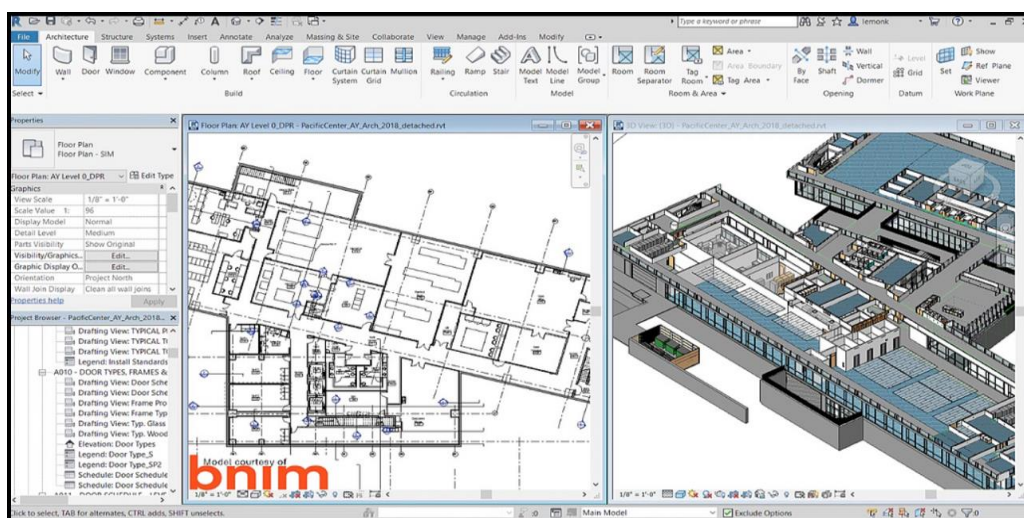 Type a keyword or phrase
lemonk
File Architecture Structure Systems Insert Annotate Analyze Massing & Site Collaborate View Manage Add-Ins Modify
Modify Wall Door Window Component Column Roof Ceiling Floor Curtain System Curtain Grid Mullion Railing Ramp Stair Model Text Model Line Model Group Room Room Separator Tag Room Area Area Boundary Tag Area By Face Shaft Wall Vertical Dormer Level Grid Set Show Ref Plane Viewer
Select Build Circulation Model Room & Area Opening Datum Work Plane
Properties
Floor Plan
Floor Plan - SIM
Floor Plan: AY Level 0_DPR Edit Type
Graphics
View Scale 1/8" = 1'-0"
Scale Value 1: 96
Display Model Normal
Detail Level Medium
Parts Visibility Show Original
Visibility/Graphics... Edit...
Graphic Display O... Edit...
Orientation Project North
Wall Join Display Clean all wall joins
Properties help Apply
Project Browser - PacificCenter_AY_Arch_2018...
Drafting View: TYPICAL P
Drafting View: TYPICAL T
Drafting View: TYPICAL T
Legend: Install Standards
A010 - DOOR TYPES, FRAMES &
Drafting View: Door Sche
Drafting View: Door Sche
Drafting View: Frame Pro
Drafting View: Frame Typ
Drafting View: Typ. Glass
Drafting View: Typ. Wood
Elevation: Door Types
Legend: Door Type_S
Legend: Door Type_SP2
Schedule: Door Schedule
Schedule: Door Schedule
Floor Plan: AY Level 0_DPR - PacificCenter_AY_Arch_2018_detached.rvt
Model courtesy of
bnim
1/8" = 1'-0"
3D View: {3D} - PacificCenter_AY_Arch_2018_detached.rvt
1/8" = 1'-0"
Click to select, TAB for alternates, CTRL adds, SHIFT unselects.
:0 Main Model Exclude Options :0